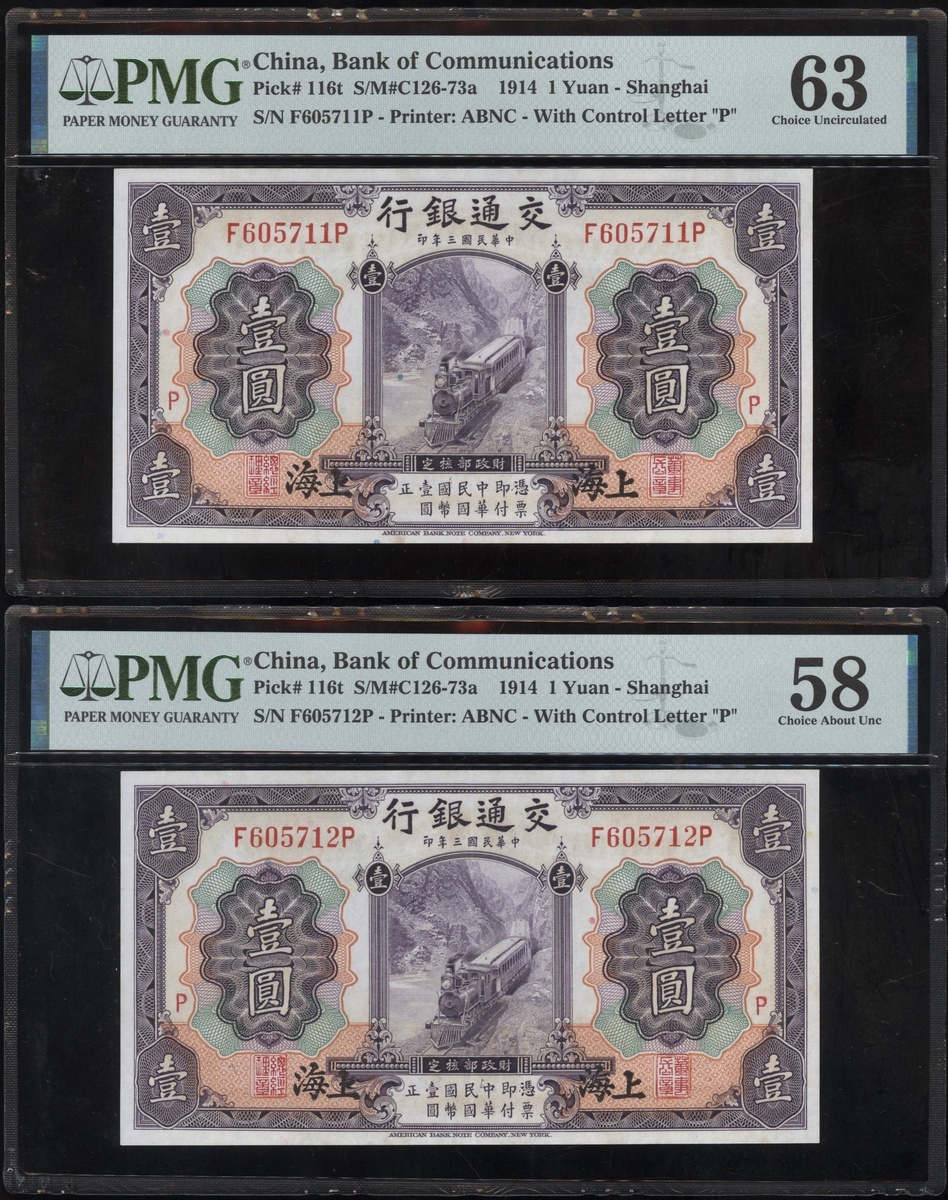 PMG®
PAPER MONEY GUARANTY
China, Bank of Communications
Pick# 116t S/M#C126-73a 1914 1 Yuan - Shanghai
S/N F605711P - Printer: ABNC - With Control Letter "P"
63
Choice Uncirculated
壹 行銀通交 壹
F605711P F605711P
印年三國民華中
壹 壹
壹圓 壹圓
P P
定核部政財
壹 海上 海上 壹
正壹國民中即憑
圓幣國華付票
AMERICAN BANK NOTE COMPANY, NEW YORK.
PMG®
PAPER MONEY GUARANTY
China, Bank of Communications
Pick# 116t S/M#C126-73a 1914 1 Yuan - Shanghai
S/N F605712P - Printer: ABNC - With Control Letter "P"
58
Choice About Unc
壹 行銀通交 壹
F605712P F605712P
印年三國民華中
壹 壹
壹圓 壹圓
P P
定核部政財
壹 海上 海上 壹
正壹國民中即憑
圓幣國華付票
AMERICAN BANK NOTE COMPANY, NEW YORK.